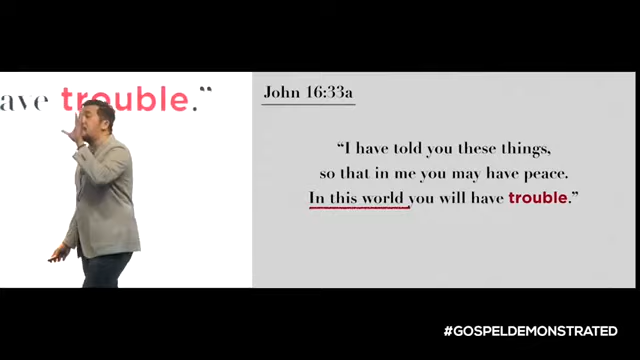 ave trouble.”
John 16:33a
“I have told you these things,
so that in me you may have peace.
In this world you will have trouble.”
#GOSPELDEMONSTRATED